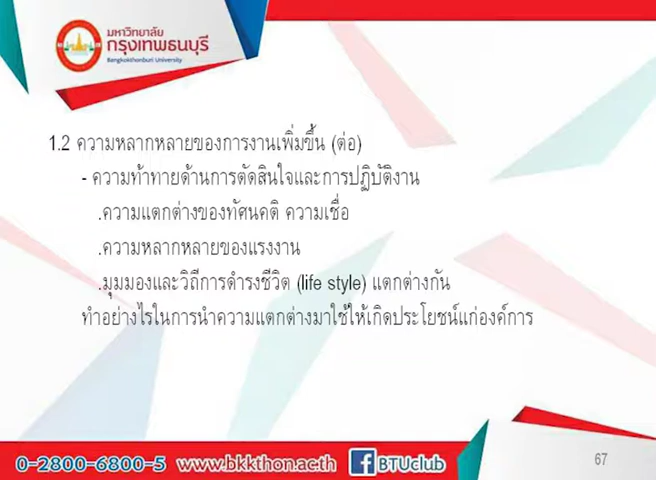 มหาวิทยาลัย
กรุงเทพธนบุรี
Bangkokthonburi University
1.2 ความหลากหลายของการงานเพิ่มขึ้น (ต่อ)
- ความท้าทายด้านการตัดสินใจและการปฏิบัติงาน
.ความแตกต่างของทัศนคติ ความเชื่อ
.ความหลากหลายของแรงงาน
.มุมมองและวิถีการดำรงชีวิต (life style) แตกต่างกัน
ทำอย่างไรในการนำความแตกต่างมาใช้ให้เกิดประโยชน์แก่องค์การ
0-2800-6800-5 www.bkkthon.ac.th f BTUclub
67